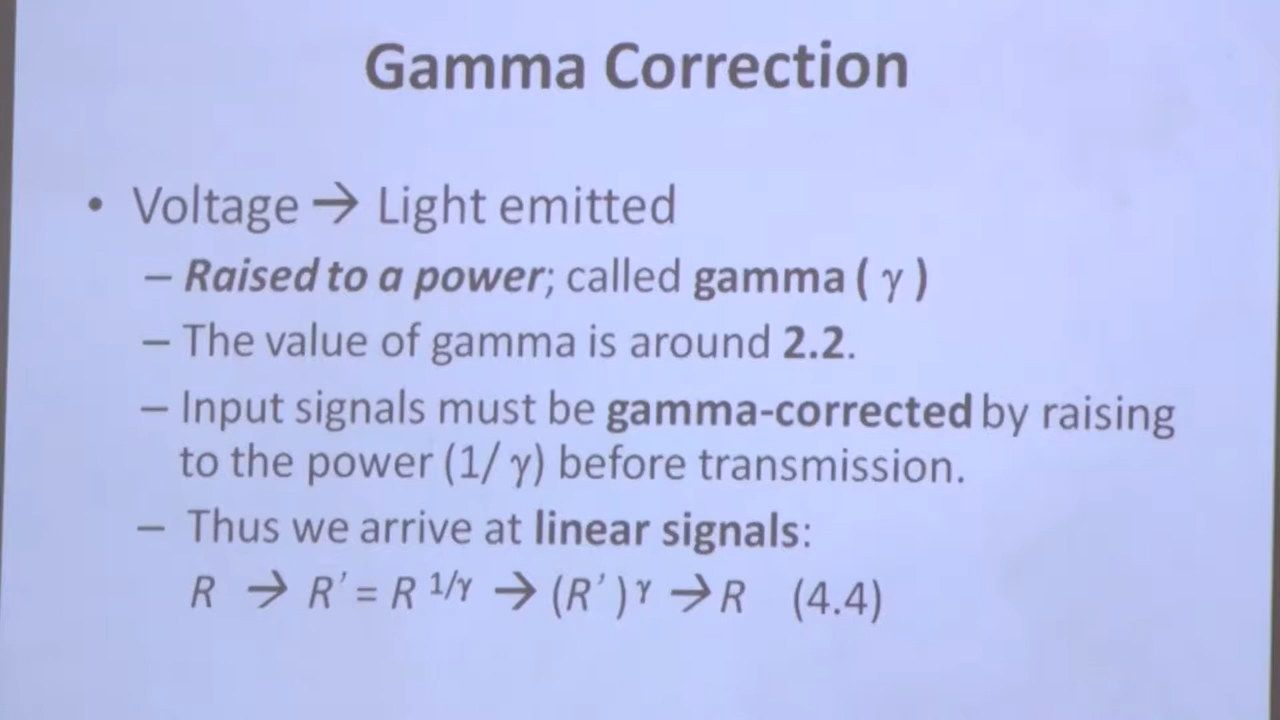 Gamma Correction
• Voltage → Light emitted
– Raised to a power; called gamma ( γ )
– The value of gamma is around 2.2.
– Input signals must be gamma-corrected by raising
to the power (1/ γ) before transmission.
– Thus we arrive at linear signals:
R → R′ = R ^1/γ → (R′ )^γ → R (4.4)